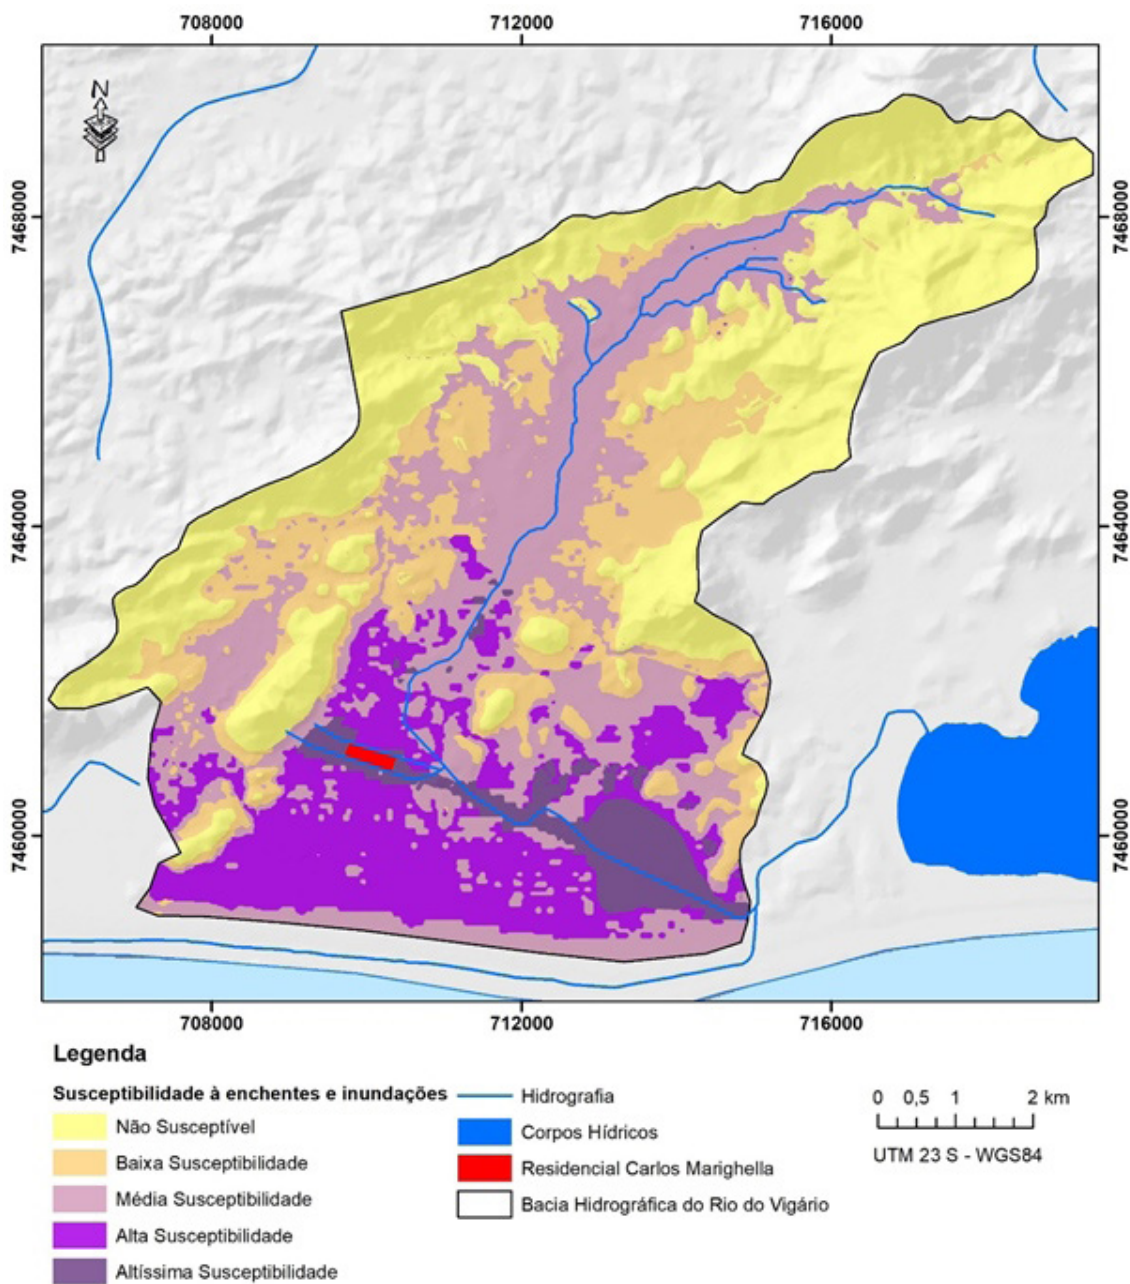 708000 712000 716000
N
7468000 7468000
7464000 7464000
7460000 7460000
708000 712000 716000
Legenda
Susceptibilidade à enchentes e inundações
Não Susceptível
Baixa Susceptibilidade
Média Susceptibilidade
Alta Susceptibilidade
Altíssima Susceptibilidade
Hidrografia
Corpos Hídricos
Residencial Carlos Marighella
Bacia Hidrográfica do Rio do Vigário
0 0,5 1 2 km
UTM 23 S - WGS84